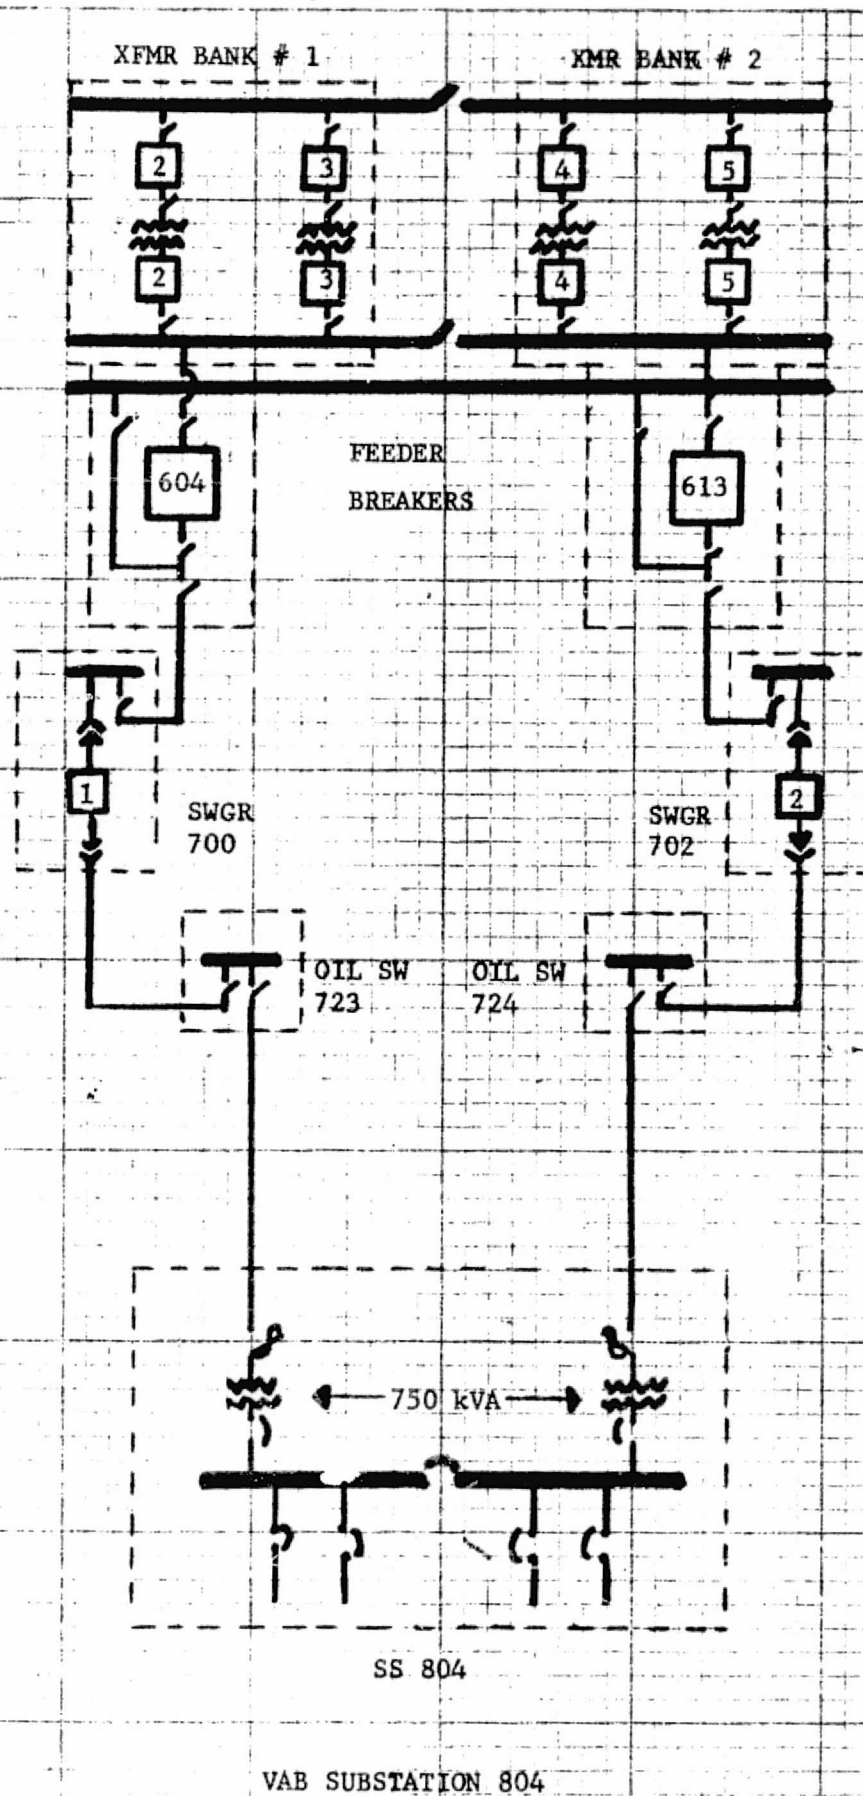 XFMR BANK # 1
XMR BANK # 2
2
3
4
5
2
3
4
5
FEEDER
BREAKERS
604
613
1
2
SWGR
700
SWGR
702
OIL SW
723
OIL SW
724
750 kVA
SS 804
VAB SUBSTATION 804